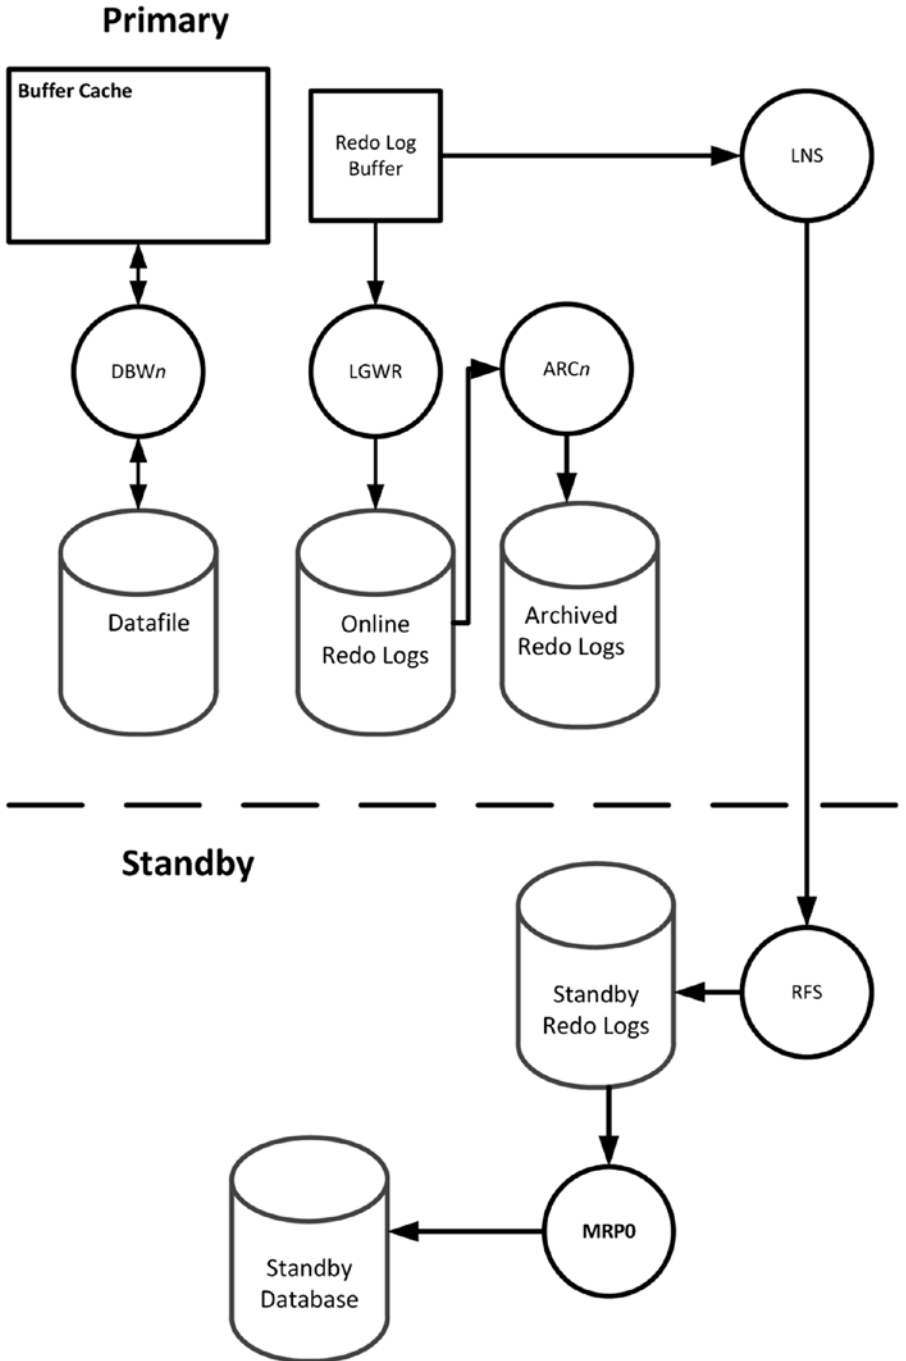 Primary
Buffer Cache
Redo Log
Buffer
LNS
DBWn
LGWR
ARCn
Datafile
Online
Redo Logs
Archived
Redo Logs
Standby
Standby
Redo Logs
RFS
MRP0
Standby
Database